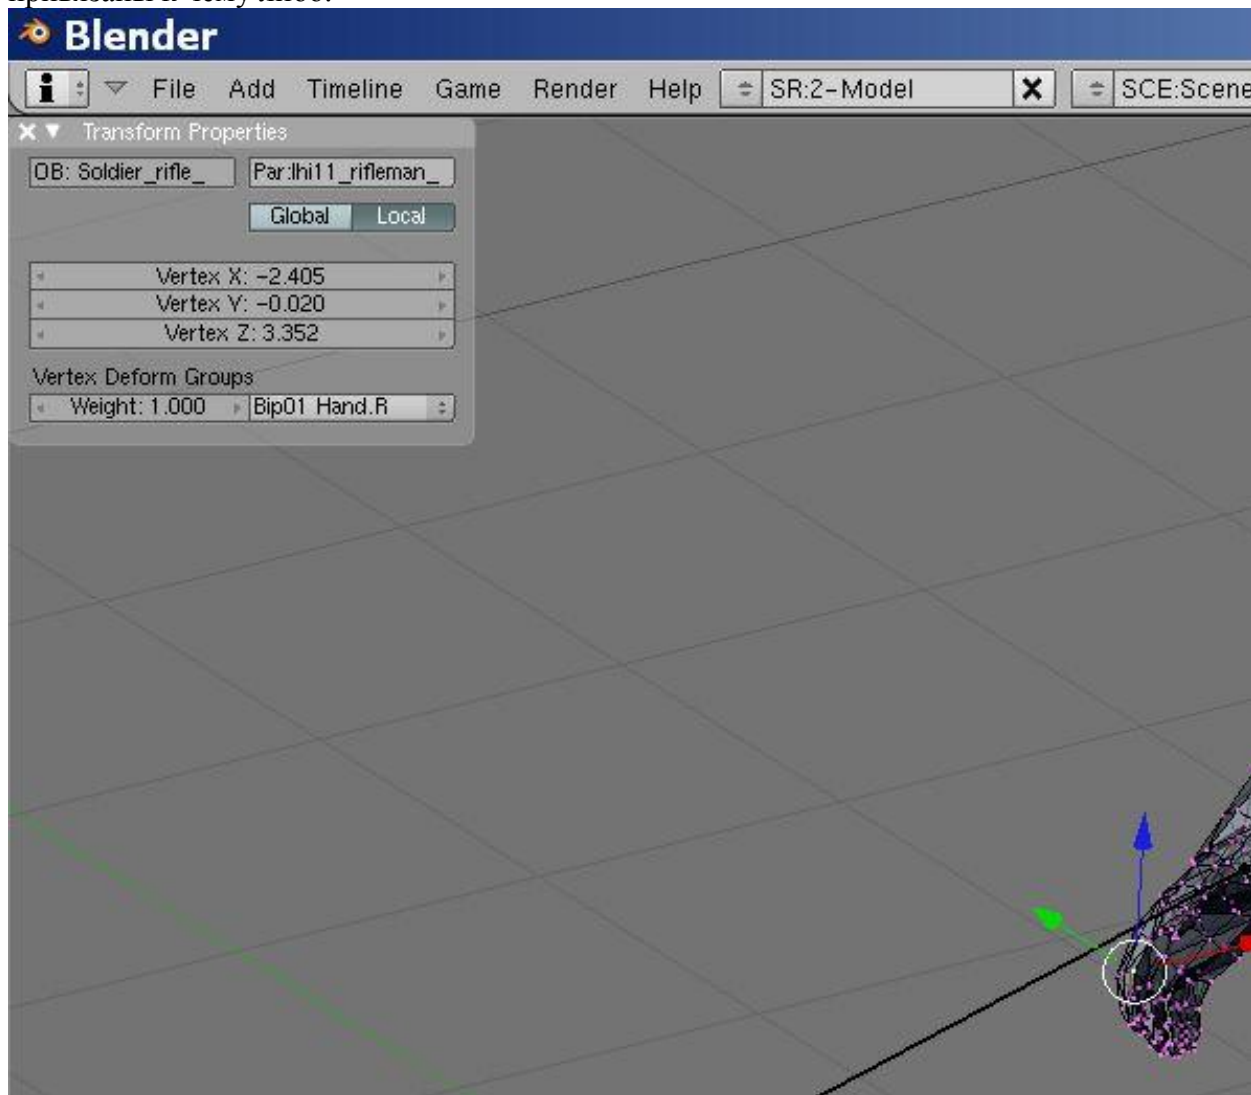 Blender
File Add Timeline Game Render Help SR:2-Model SCE:Scene
Transform Properties
OB: Soldier_rifle_ Par:lhi11_rifleman_
Global Local
Vertex X: -2.405
Vertex Y: -0.020
Vertex Z: 3.352
Vertex Deform Groups
Weight: 1.000 Bip01 Hand.R